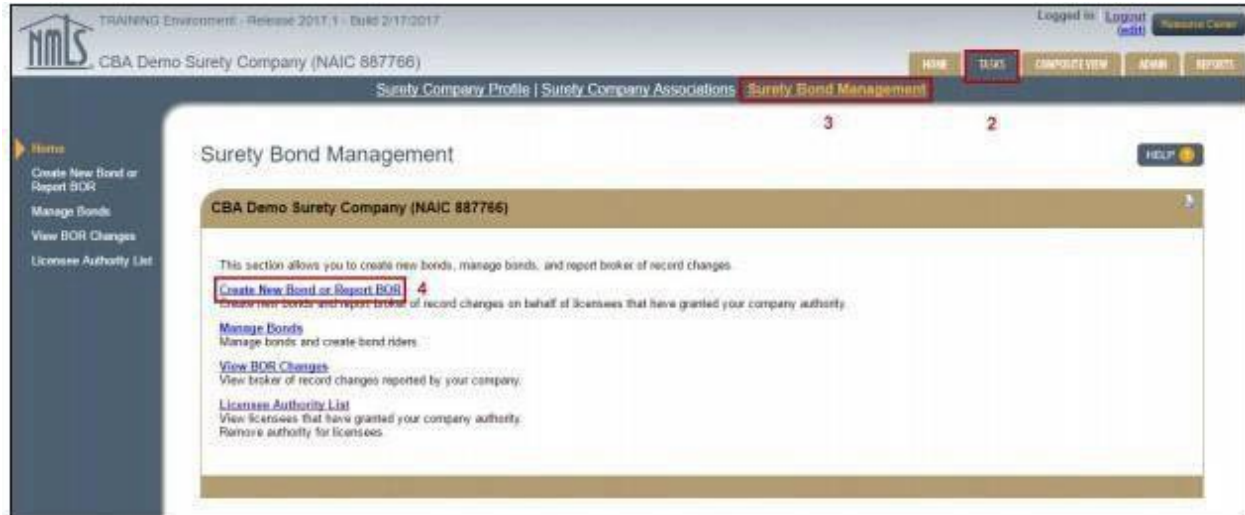 TRAINING Environment - Release 2017.1 - Build 2/17/2017
Logged in Logout
(edit)
Resource Center
NMLS
CBA Demo Surety Company (NAIC 887766)
HOME TASKS COMPOSITE VIEW ADMIN REPORTS
Surety Company Profile | Surety Company Associations Surety Bond Management
3 2
Home
Create New Bond or
Report BOR
Manage Bonds
View BOR Changes
Licensee Authority List
Surety Bond Management
HELP ?
CBA Demo Surety Company (NAIC 887766)
This section allows you to create new bonds, manage bonds, and report broker of record changes.
Create New Bond or Report BOR 4
Create new bonds and report broker of record changes on behalf of licensees that have granted your company authority.
Manage Bonds
Manage bonds and create bond riders.
View BOR Changes
View broker of record changes reported by your company.
Licensee Authority List
View licensees that have granted your company authority.
Remove authority for licensees.